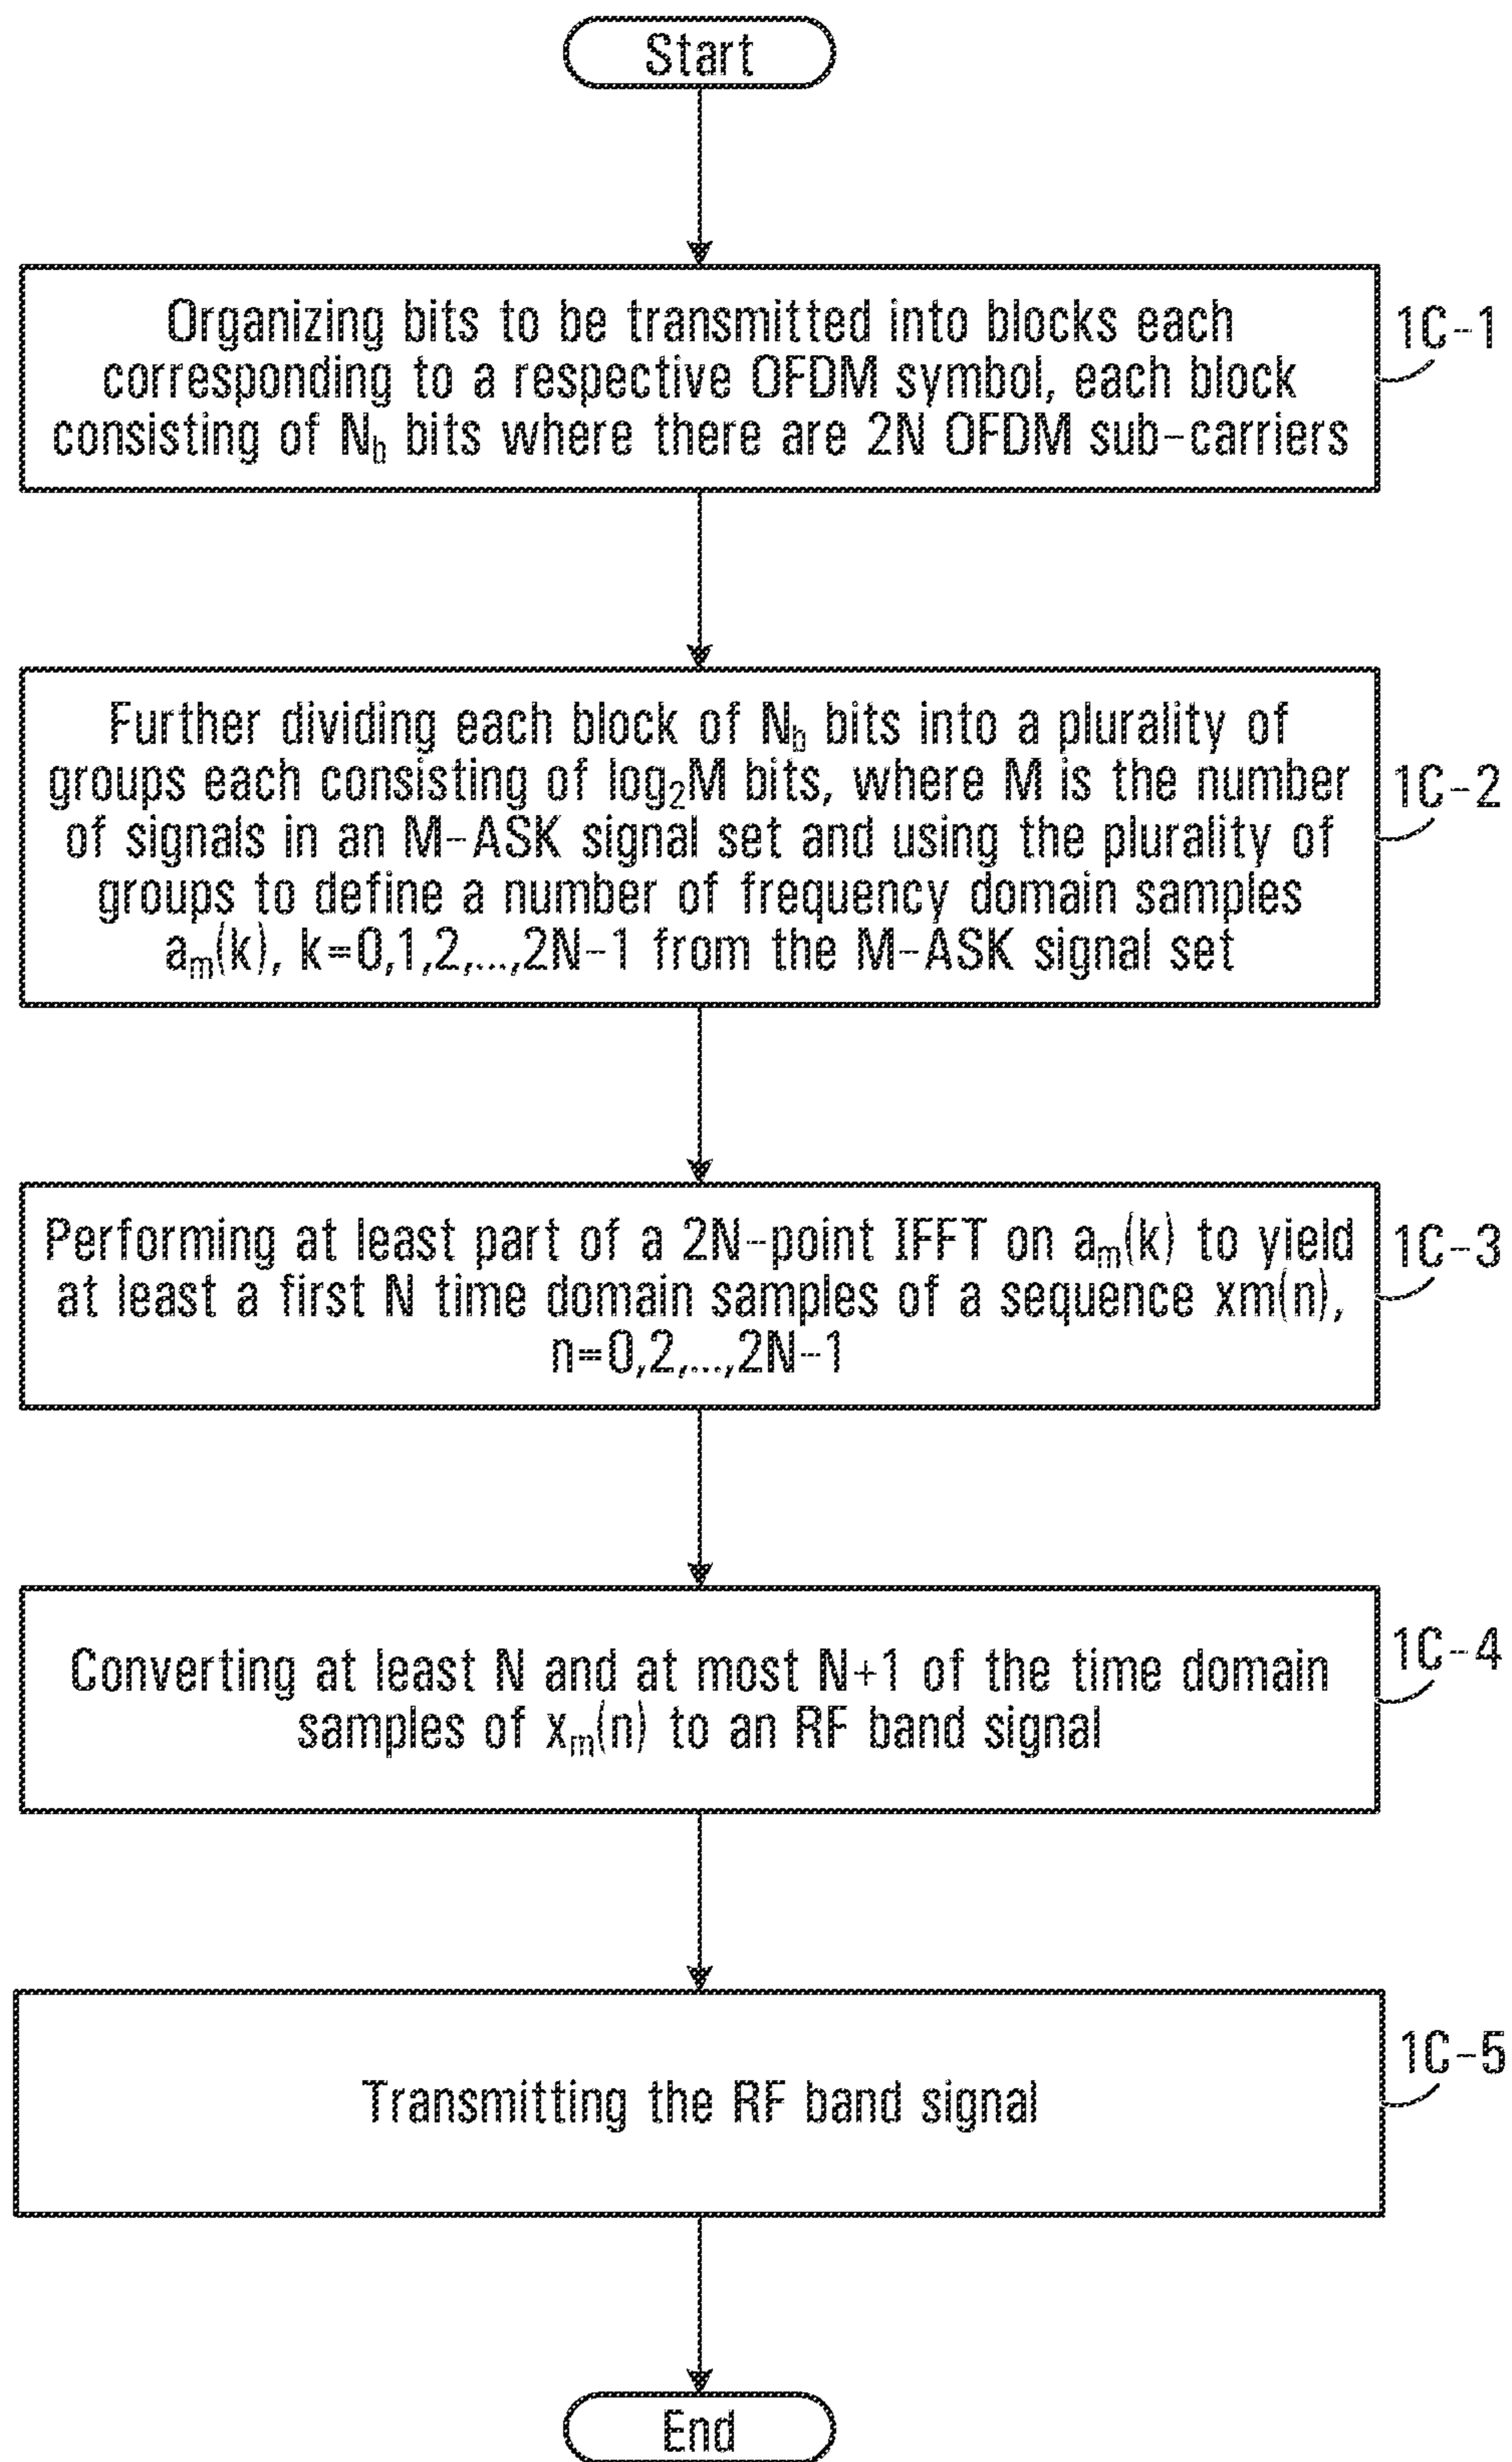 Start
Organizing bits to be transmitted into blocks each
corresponding to a respective OFDM symbol, each block
consisting of N_b bits where there are 2N OFDM sub-carriers
1C-1
Further dividing each block of N_b bits into a plurality of
groups each consisting of log₂M bits, where M is the number
of signals in an M-ASK signal set and using the plurality of
groups to define a number of frequency domain samples
aₘ(k), k=0,1,2,...,2N-1 from the M-ASK signal set
1C-2
Performing at least part of a 2N-point IFFT on aₘ(k) to yield
at least a first N time domain samples of a sequence xm(n),
n=0,2,...,2N-1
1C-3
Converting at least N and at most N+1 of the time domain
samples of xₘ(n) to an RF band signal
1C-4
Transmitting the RF band signal
1C-5
End